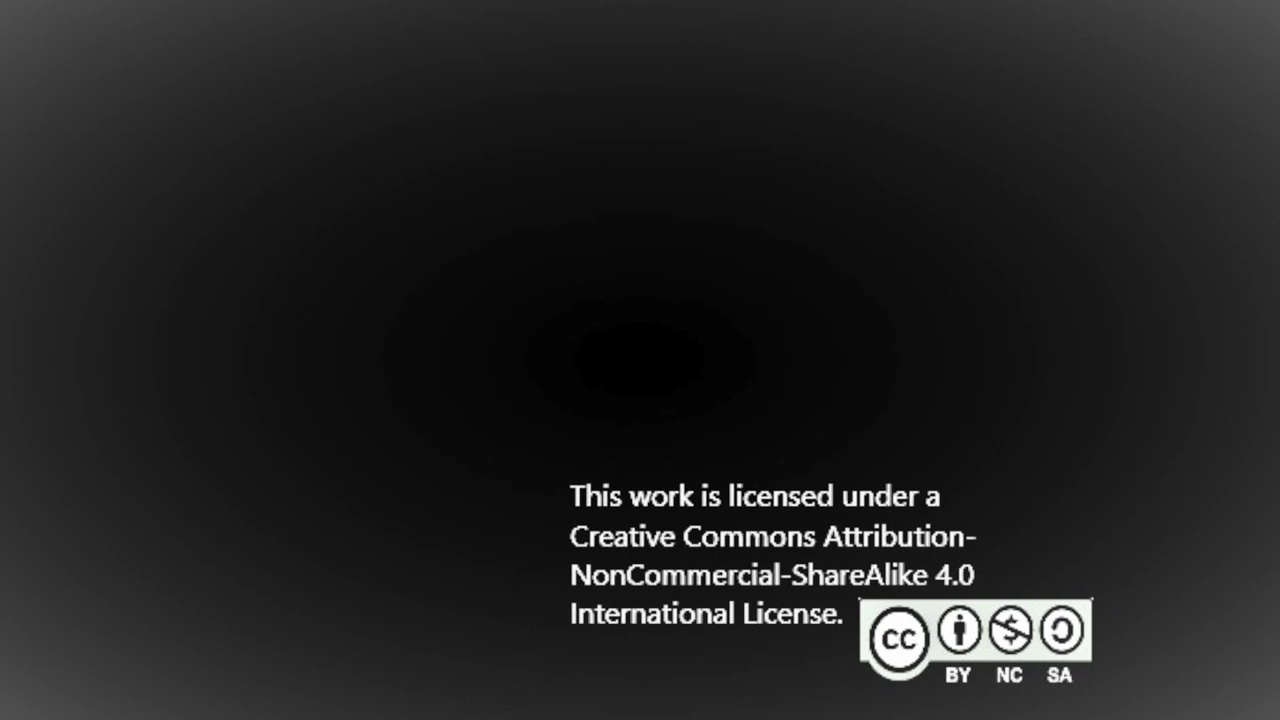 This work is licensed under a
Creative Commons Attribution-
NonCommercial-ShareAlike 4.0
International License.
CC
BY NC SA